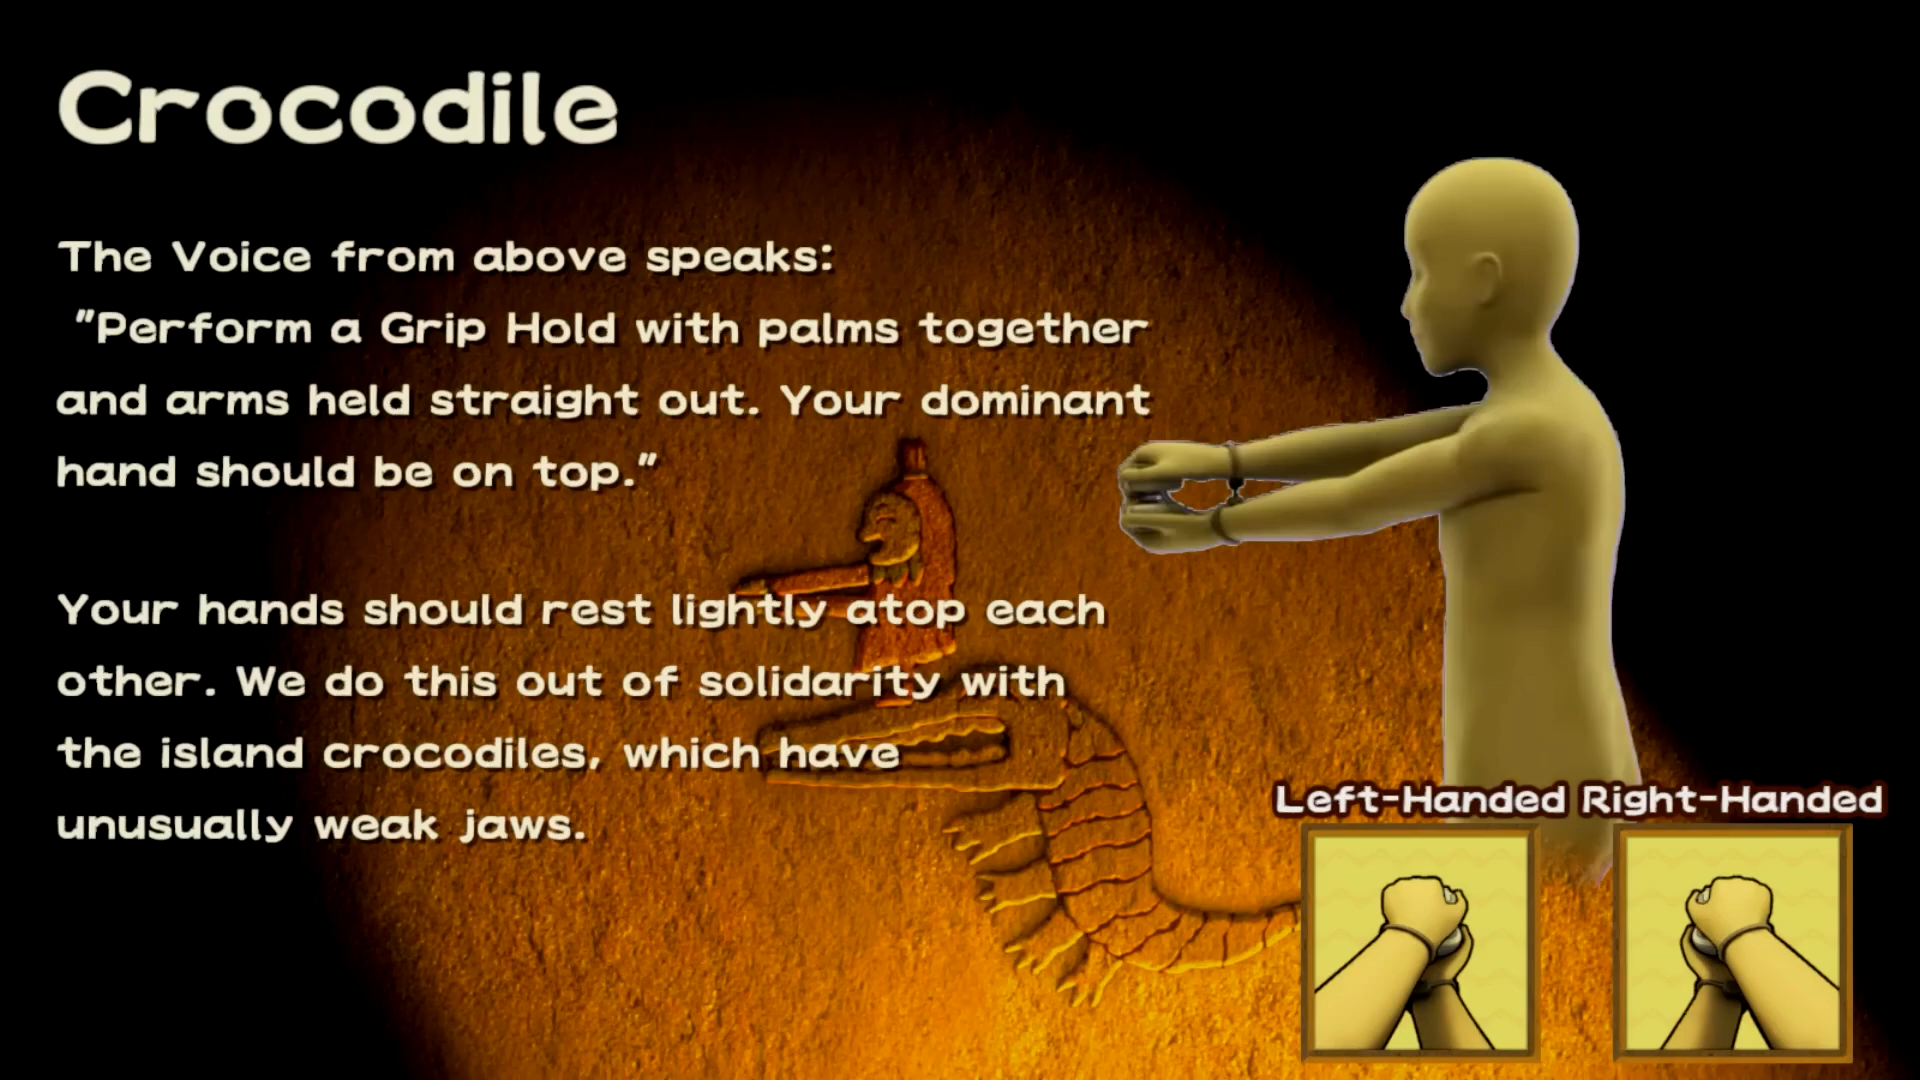 Crocodile
The Voice from above speaks:
"Perform a Grip Hold with palms together
and arms held straight out. Your dominant
hand should be on top."
Your hands should rest lightly atop each
other. We do this out of solidarity with
the island crocodiles, which have
unusually weak jaws.
Left-Handed Right-Handed